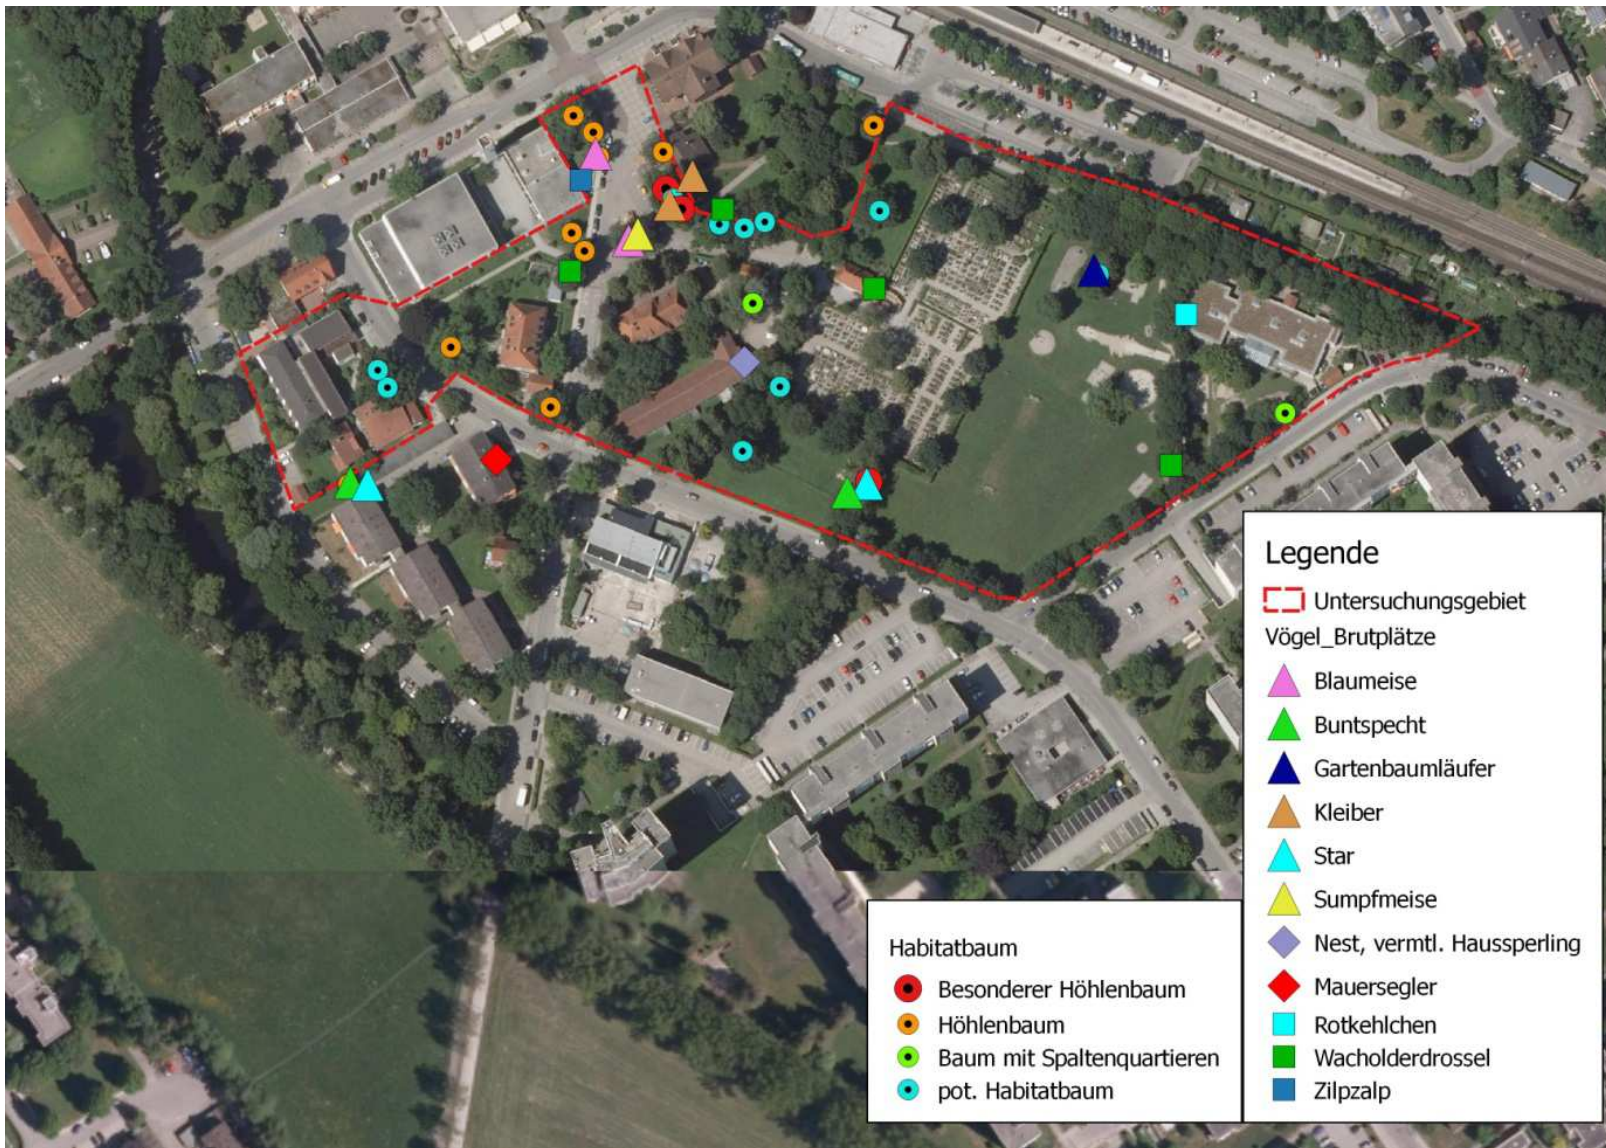 Legende
Untersuchungsgebiet
Vögel_Brutplätze
Blaumeise
Buntspecht
Gartenbaumläufer
Kleiber
Star
Sumpfmeise
Nest, vermtl. Haussperling
Mauersegler
Rotkehlchen
Wacholderdrossel
Zilpzalp
Habitatbaum
Besonderer Höhlenbaum
Höhlenbaum
Baum mit Spaltenquartieren
pot. Habitatbaum